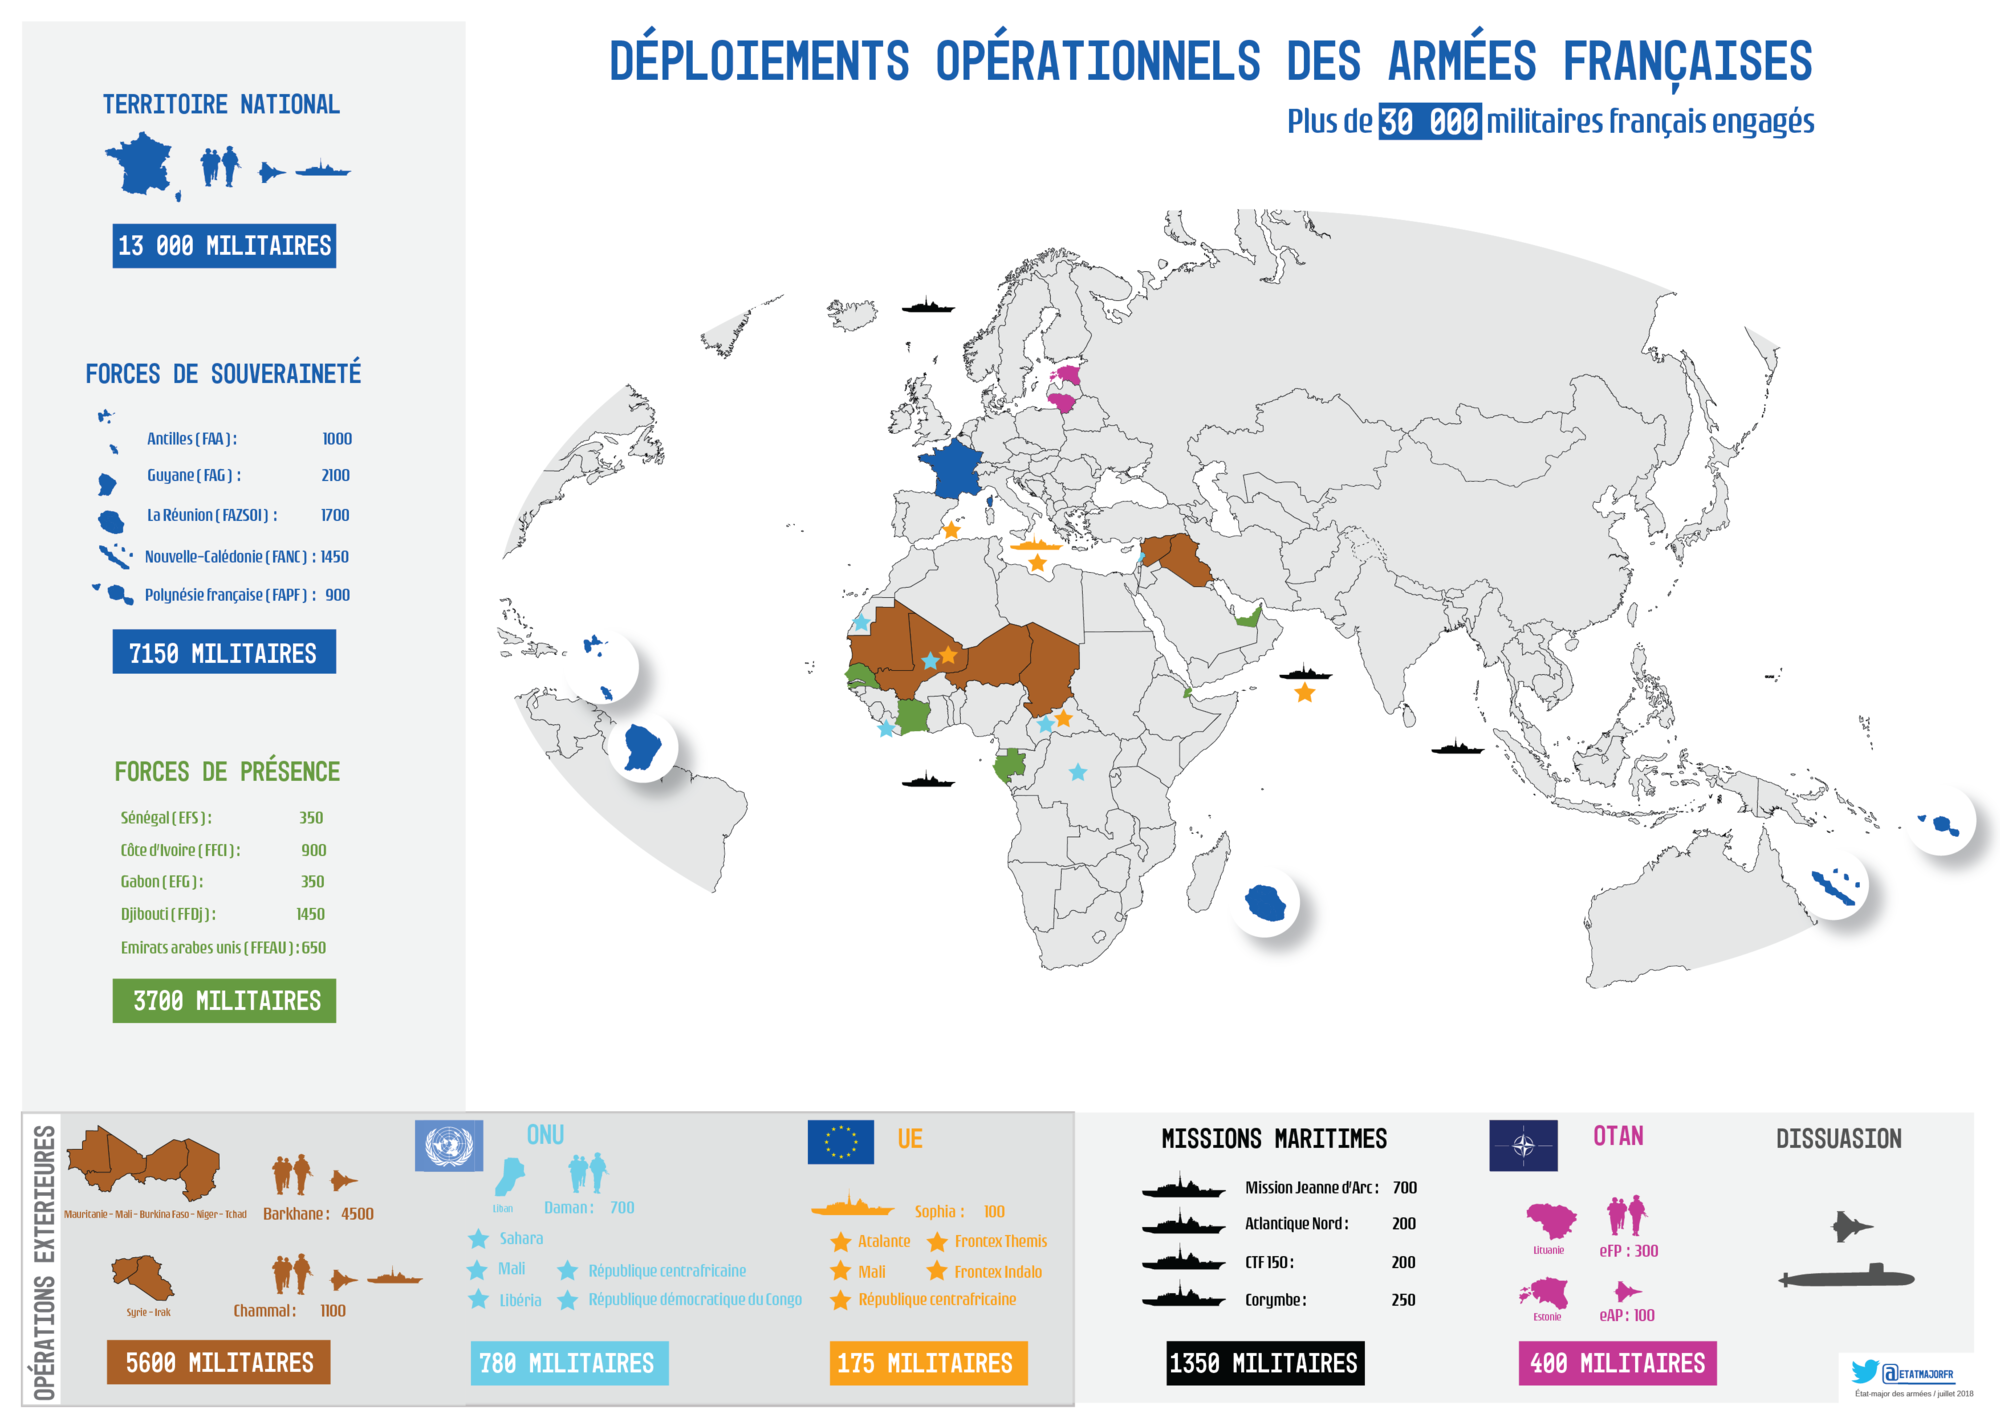 DÉPLOIEMENTS OPÉRATIONNELS DES ARMÉES FRANÇAISES
Plus de 30 000 militaires français engagés
TERRITOIRE NATIONAL
13 000 MILITAIRES
FORCES DE SOUVERAINETÉ
Antilles ( FAA ) : 1000
Guyane ( FAG ) : 2100
La Réunion ( FAZSOI ) : 1700
Nouvelle-Calédonie ( FANC ) : 1450
Polynésie française ( FAPF ) : 900
7150 MILITAIRES
FORCES DE PRÉSENCE
Sénégal ( EFS ) : 350
Côte d'Ivoire ( FFCI ) : 900
Gabon ( EFG ) : 350
Djibouti ( FFDj ) : 1450
Emirats arabes unis ( FFEAU ) : 650
3700 MILITAIRES
OPÉRATIONS EXTERIEURES
Mauritanie - Mali - Burkina Faso - Niger - Tchad
Barkhane : 4500
Syrie - Irak
Chammal : 1100
5600 MILITAIRES
ONU
Liban
Daman : 700
Sahara
Mali
République centrafricaine
Libéria
République démocratique du Congo
780 MILITAIRES
UE
Sophia : 100
Atalante
Frontex Themis
Mali
Frontex Indalo
République centrafricaine
175 MILITAIRES
MISSIONS MARITIMES
Mission Jeanne d'Arc : 700
Atlantique Nord : 200
CTF 150 : 200
Corymbe : 250
1350 MILITAIRES
OTAN
Lituanie
eFP : 300
Estonie
eAP : 100
400 MILITAIRES
DISSUASION
@ETATMAJORFR
État-major des armées / juillet 2018